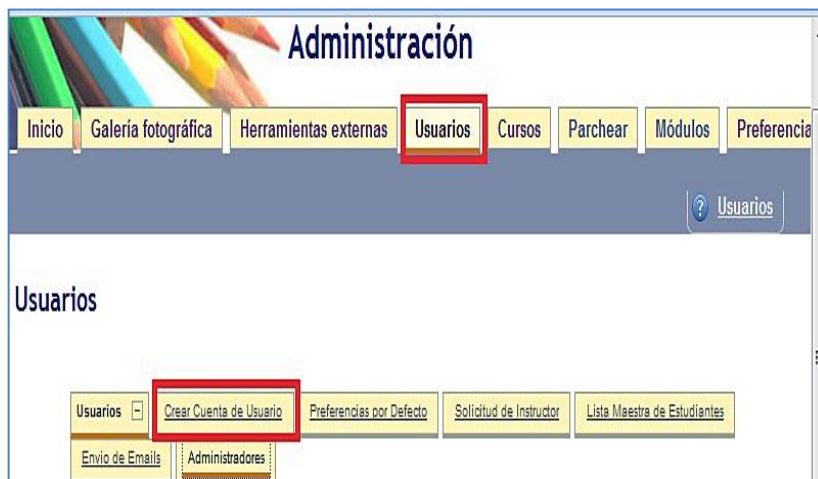 Administración
Inicio Galería fotográfica Herramientas externas Usuarios Cursos Parchear Módulos Preferencia
? Usuarios
Usuarios
Usuarios Crear Cuenta de Usuario Preferencias por Defecto Solicitud de Instructor Lista Maestra de Estudiantes
Envio de Emails Administradores